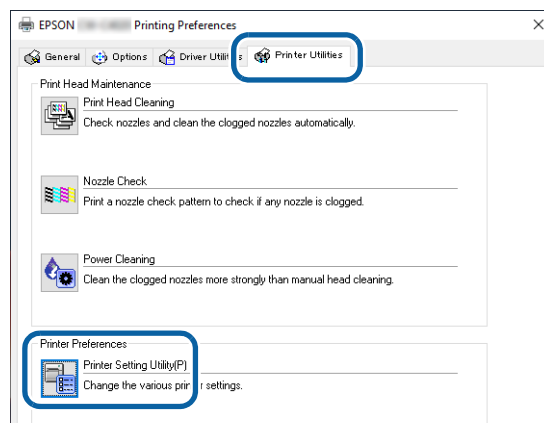 EPSON Printing Preferences
General Options Driver Utilities Printer Utilities
Print Head Maintenance
Print Head Cleaning
Check nozzles and clean the clogged nozzles automatically.
Nozzle Check
Print a nozzle check pattern to check if any nozzle is clogged.
Power Cleaning
Clean the clogged nozzles more strongly than manual head cleaning.
Printer Preferences
Printer Setting Utility(P)
Change the various printer settings.